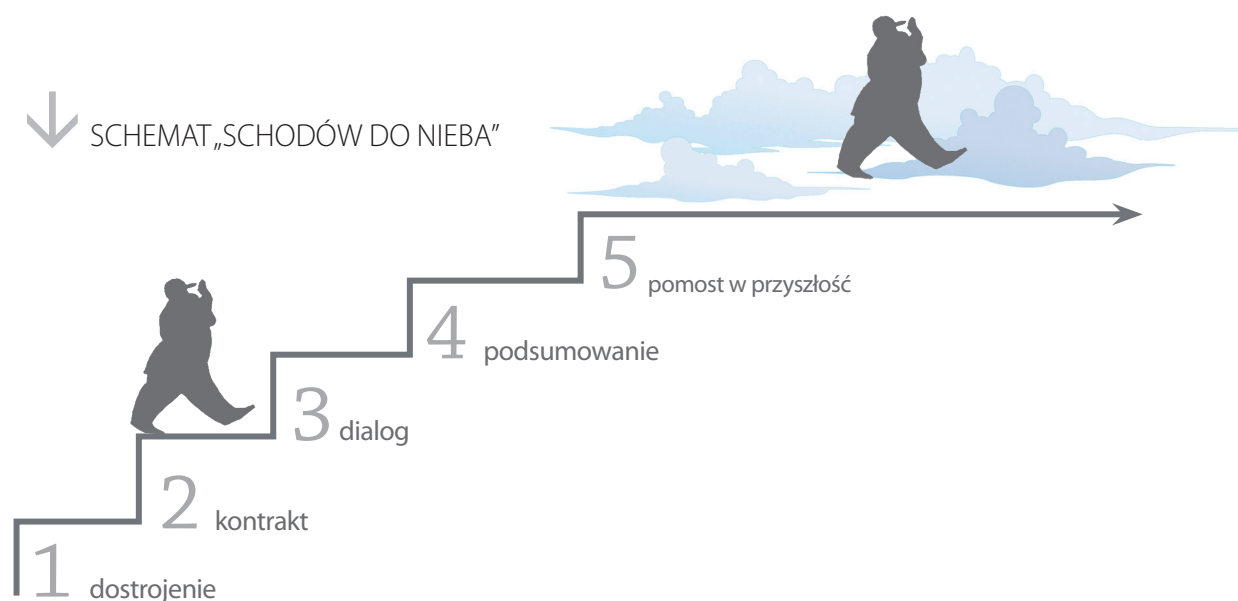 SCHEMAT „SCHODÓW DO NIEBA”
5 pomost w przyszłość
4 podsumowanie
3 dialog
2 kontrakt
1 dostrojenie